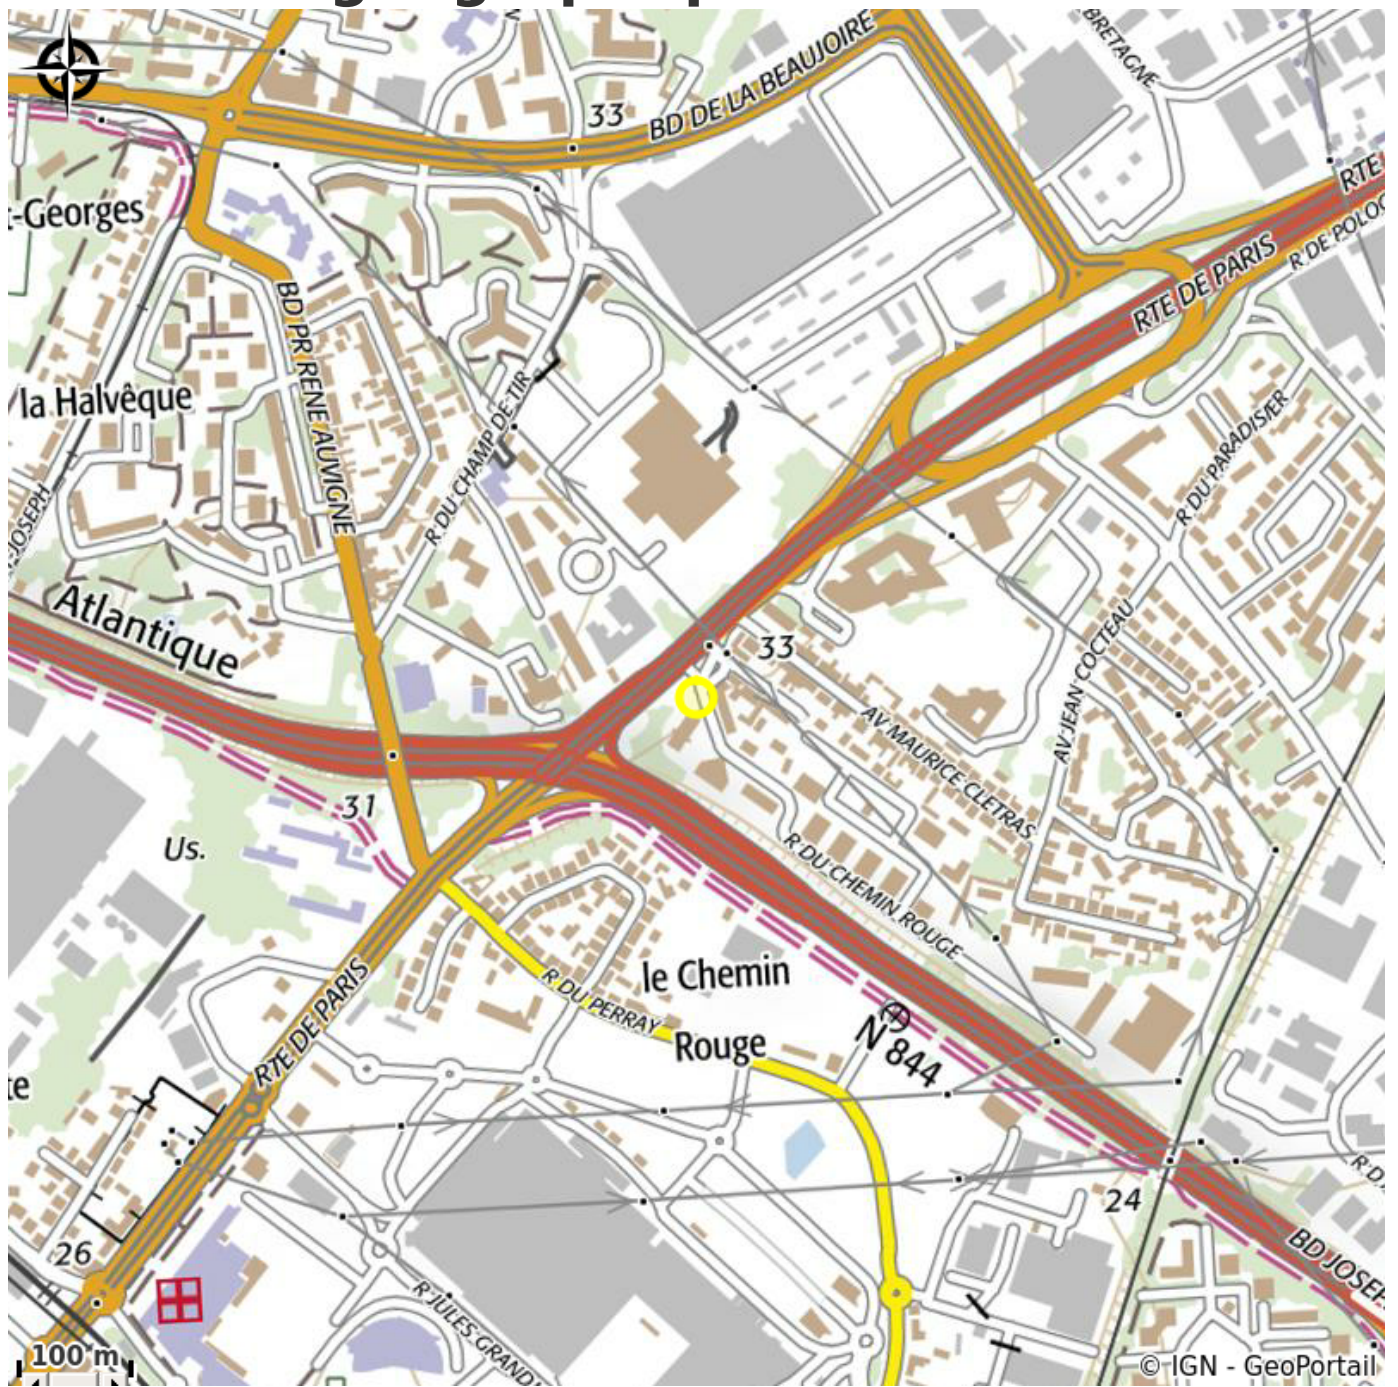 BRETAGNE
33
BD DE LA BEAUJOIRE
RTE
-Georges
R DE POLOG
RTE DE PARIS
BD PR RENE AUVIGNE
la Halvêque
R DU CHAMP DE TIR
R DU PARADISIER
JOSEPH
Atlantique
33
AV JEAN COCTEAU
AV MAURICE CLETRAS
31
Us.
R DU CHEMIN ROUGE
RTE DE PARIS
R DU PERRAY
le Chemin
Rouge
N 844
te
24
26
BD JOSEPH
R JULES GRAND
100 m
© IGN - GeoPortail